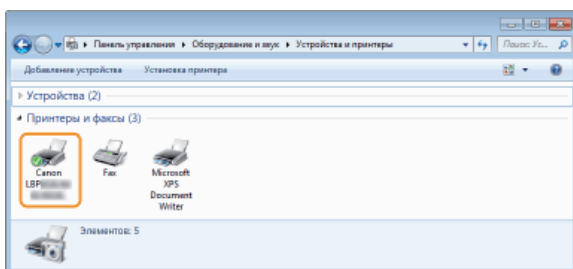 Панель управления ▸ Оборудование и звук ▸ Устройства и принтеры
Поиск: Ус...
Добавление устройства Установка принтера
Устройства (2)
Принтеры и факсы (3)
Canon LBP
Fax
Microsoft
XPS
Document
Writer
Элементов: 5